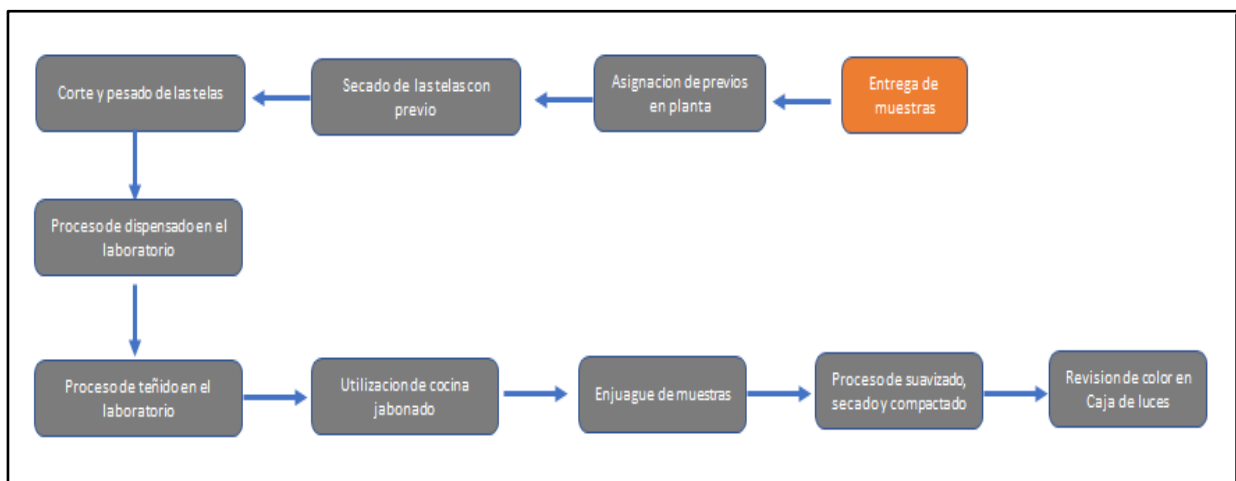 Entrega de
muestras
Asignacion de previos
en planta
Secado de las telas con
previo
Corte y pesado de las telas
Proceso de dispensado en el
laboratorio
Proceso de teñido en el
laboratorio
Utilizacion de cocina
jabonado
Enjuague de muestras
Proceso de suavizado,
secado y compactado
Revision de color en
Caja de luces